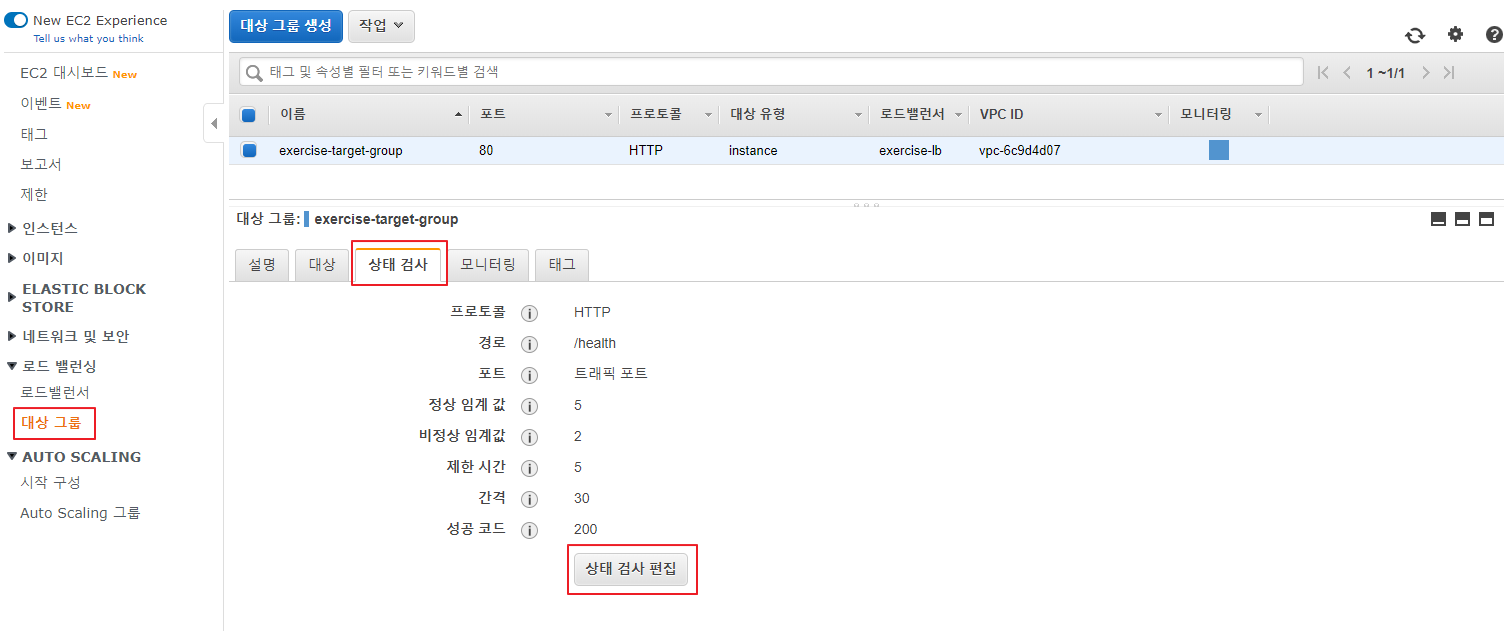 New EC2 Experience
Tell us what you think
EC2 대시보드 New
이벤트 New
태그
보고서
제한
인스턴스
이미지
ELASTIC BLOCK
STORE
네트워크 및 보안
로드 밸런싱
로드밸런서
대상 그룹
AUTO SCALING
시작 구성
Auto Scaling 그룹
대상 그룹 생성 작업
태그 및 속성별 필터 또는 키워드별 검색 1 ~1/1
이름 포트 프로토콜 대상 유형 로드밸런서 VPC ID 모니터링
exercise-target-group 80 HTTP instance exercise-lb vpc-6c9d4d07
대상 그룹: exercise-target-group
설명 대상 상태 검사 모니터링 태그
프로토콜 HTTP
경로 /health
포트 트래픽 포트
정상 임계 값 5
비정상 임계값 2
제한 시간 5
간격 30
성공 코드 200
상태 검사 편집